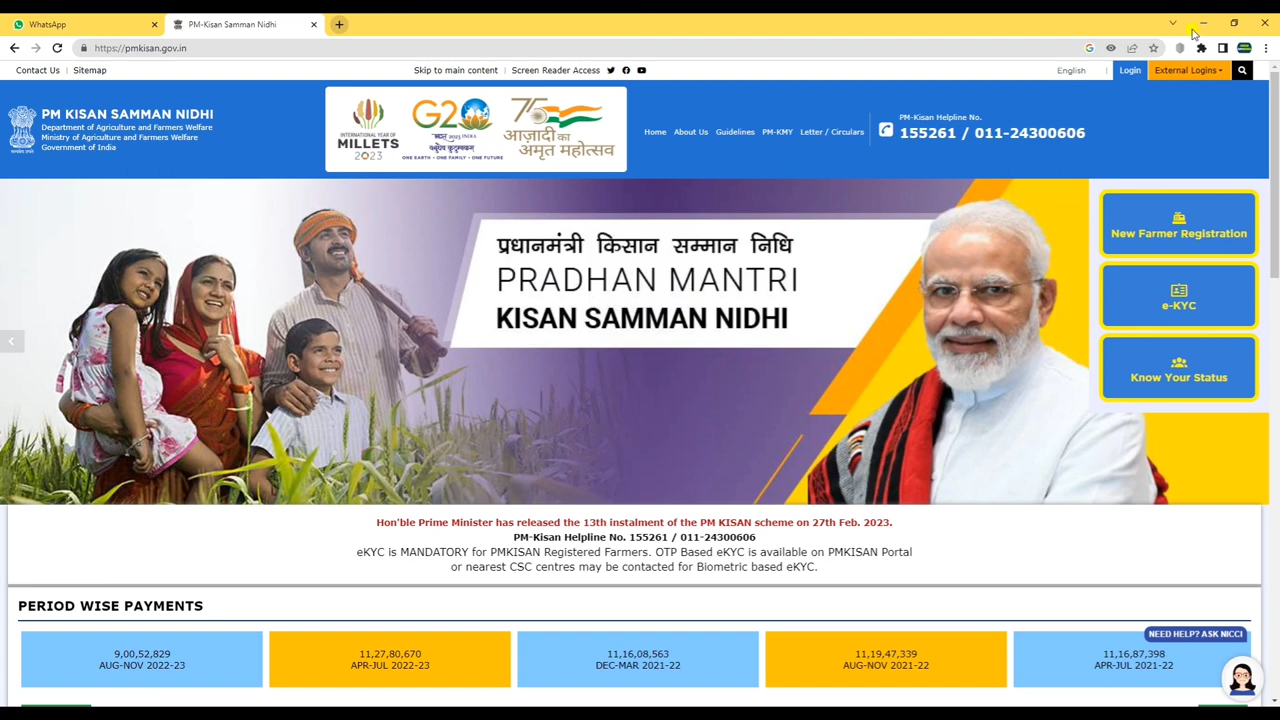 WhatsApp
PM-Kisan Samman Nidhi
https://pmkisan.gov.in
Contact Us
Sitemap
Skip to main content
Screen Reader Access
English
Login
External Logins
PM KISAN SAMMAN NIDHI
Department of Agriculture and Farmers Welfare
Ministry of Agriculture and Farmers Welfare
Government of India
INTERNATIONAL YEAR OF
MILLETS
2023
G20
2023 INDIA
वसुधैव कुटुम्बकम्
ONE EARTH • ONE FAMILY • ONE FUTURE
75
आज़ादी का
अमृत महोत्सव
Home
About Us
Guidelines
PM-KMY
Letter / Circulars
PM-Kisan Helpline No.
155261 / 011-24300606
प्रधानमंत्री किसान सम्मान निधि
PRADHAN MANTRI
KISAN SAMMAN NIDHI
New Farmer Registration
e-KYC
Know Your Status
Hon'ble Prime Minister has released the 13th instalment of the PM KISAN scheme on 27th Feb. 2023.
PM-Kisan Helpline No. 155261 / 011-24300606
eKYC is MANDATORY for PMKISAN Registered Farmers. OTP Based eKYC is available on PMKISAN Portal
or nearest CSC centres may be contacted for Biometric based eKYC.
PERIOD WISE PAYMENTS
9,00,52,829
AUG-NOV 2022-23
11,27,80,670
APR-JUL 2022-23
11,16,08,563
DEC-MAR 2021-22
11,19,47,339
AUG-NOV 2021-22
11,16,87,398
APR-JUL 2021-22
NEED HELP? ASK NICCI